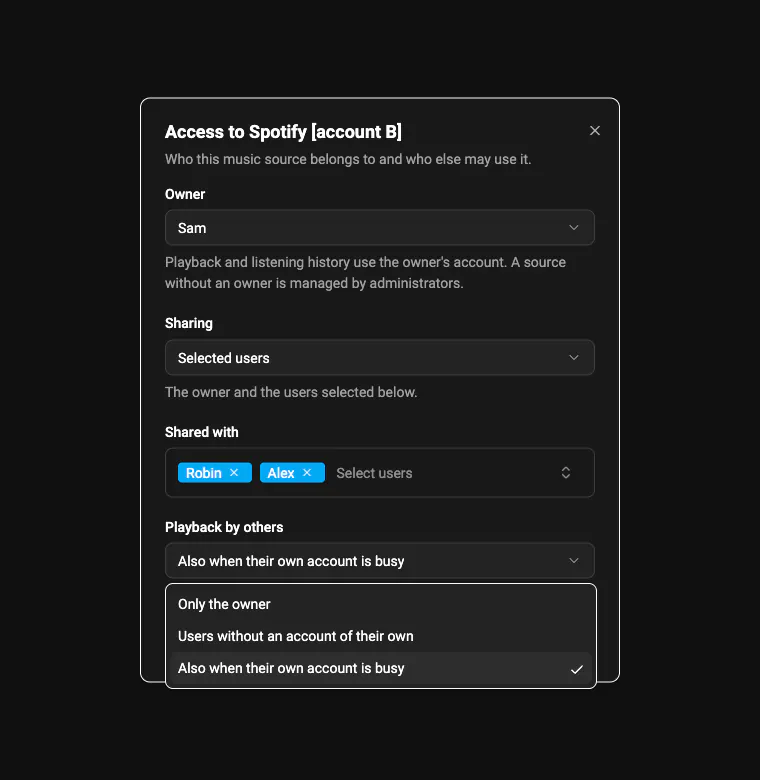 Access to Spotify [account B]
Who this music source belongs to and who else may use it.
Owner
Sam
Playback and listening history use the owner's account. A source
without an owner is managed by administrators.
Sharing
Selected users
The owner and the users selected below.
Shared with
Robin Alex Select users
Playback by others
Also when their own account is busy
Only the owner
Users without an account of their own
Also when their own account is busy